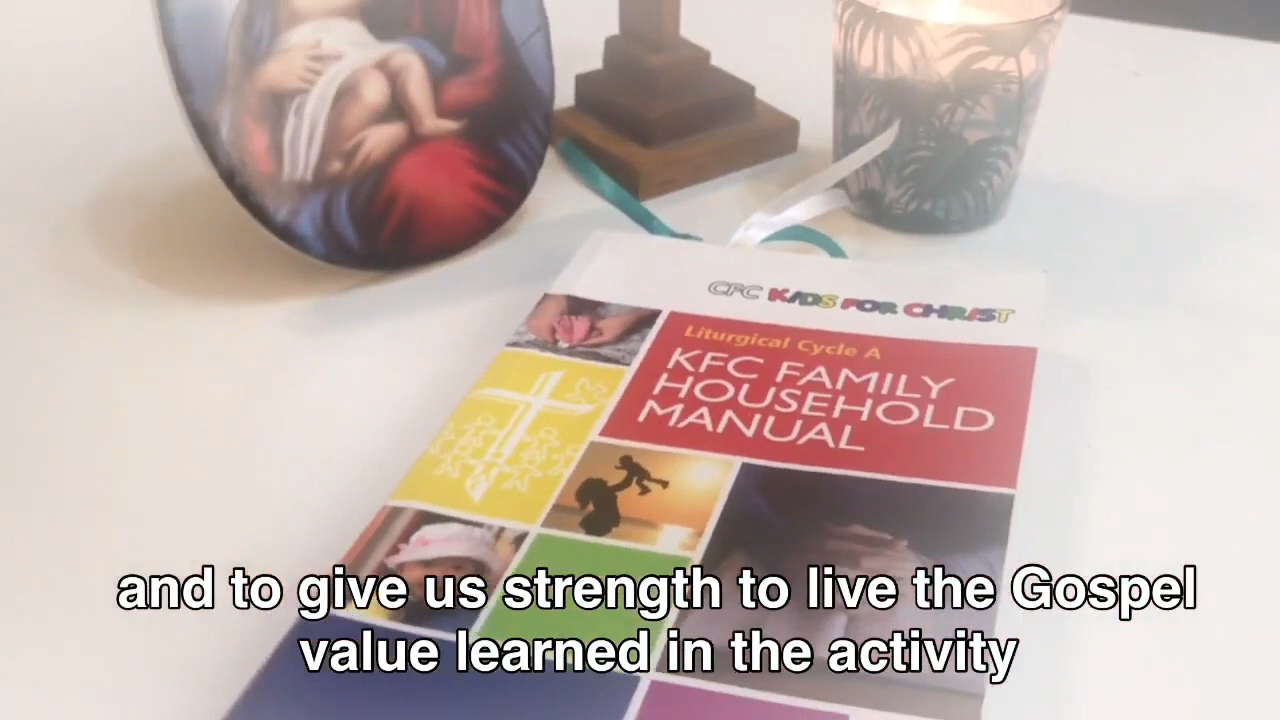 CFC KIDS FOR CHRIST
Liturgical Cycle A
KFC FAMILY
HOUSEHOLD
MANUAL
and to give us strength to live the Gospel
value learned in the activity